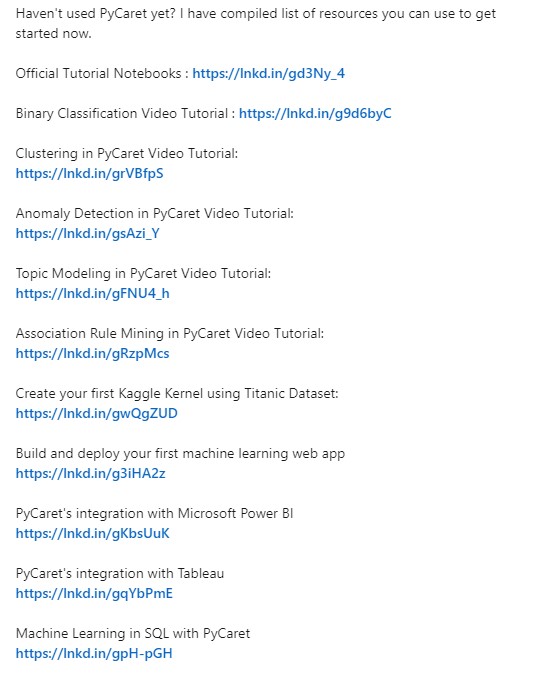 Haven't used PyCaret yet? I have compiled list of resources you can use to get
started now.
Official Tutorial Notebooks : https://lnkd.in/gd3Ny_4
Binary Classification Video Tutorial : https://lnkd.in/g9d6byC
Clustering in PyCaret Video Tutorial:
https://lnkd.in/grVBfpS
Anomaly Detection in PyCaret Video Tutorial:
https://lnkd.in/gsAzi_Y
Topic Modeling in PyCaret Video Tutorial:
https://lnkd.in/gFNU4_h
Association Rule Mining in PyCaret Video Tutorial:
https://lnkd.in/gRzpMcs
Create your first Kaggle Kernel using Titanic Dataset:
https://lnkd.in/gwQgZUD
Build and deploy your first machine learning web app
https://lnkd.in/g3iHA2z
PyCaret's integration with Microsoft Power BI
https://lnkd.in/gKbsUuK
PyCaret's integration with Tableau
https://lnkd.in/gqYbPmE
Machine Learning in SQL with PyCaret
https://lnkd.in/gpH-pGH